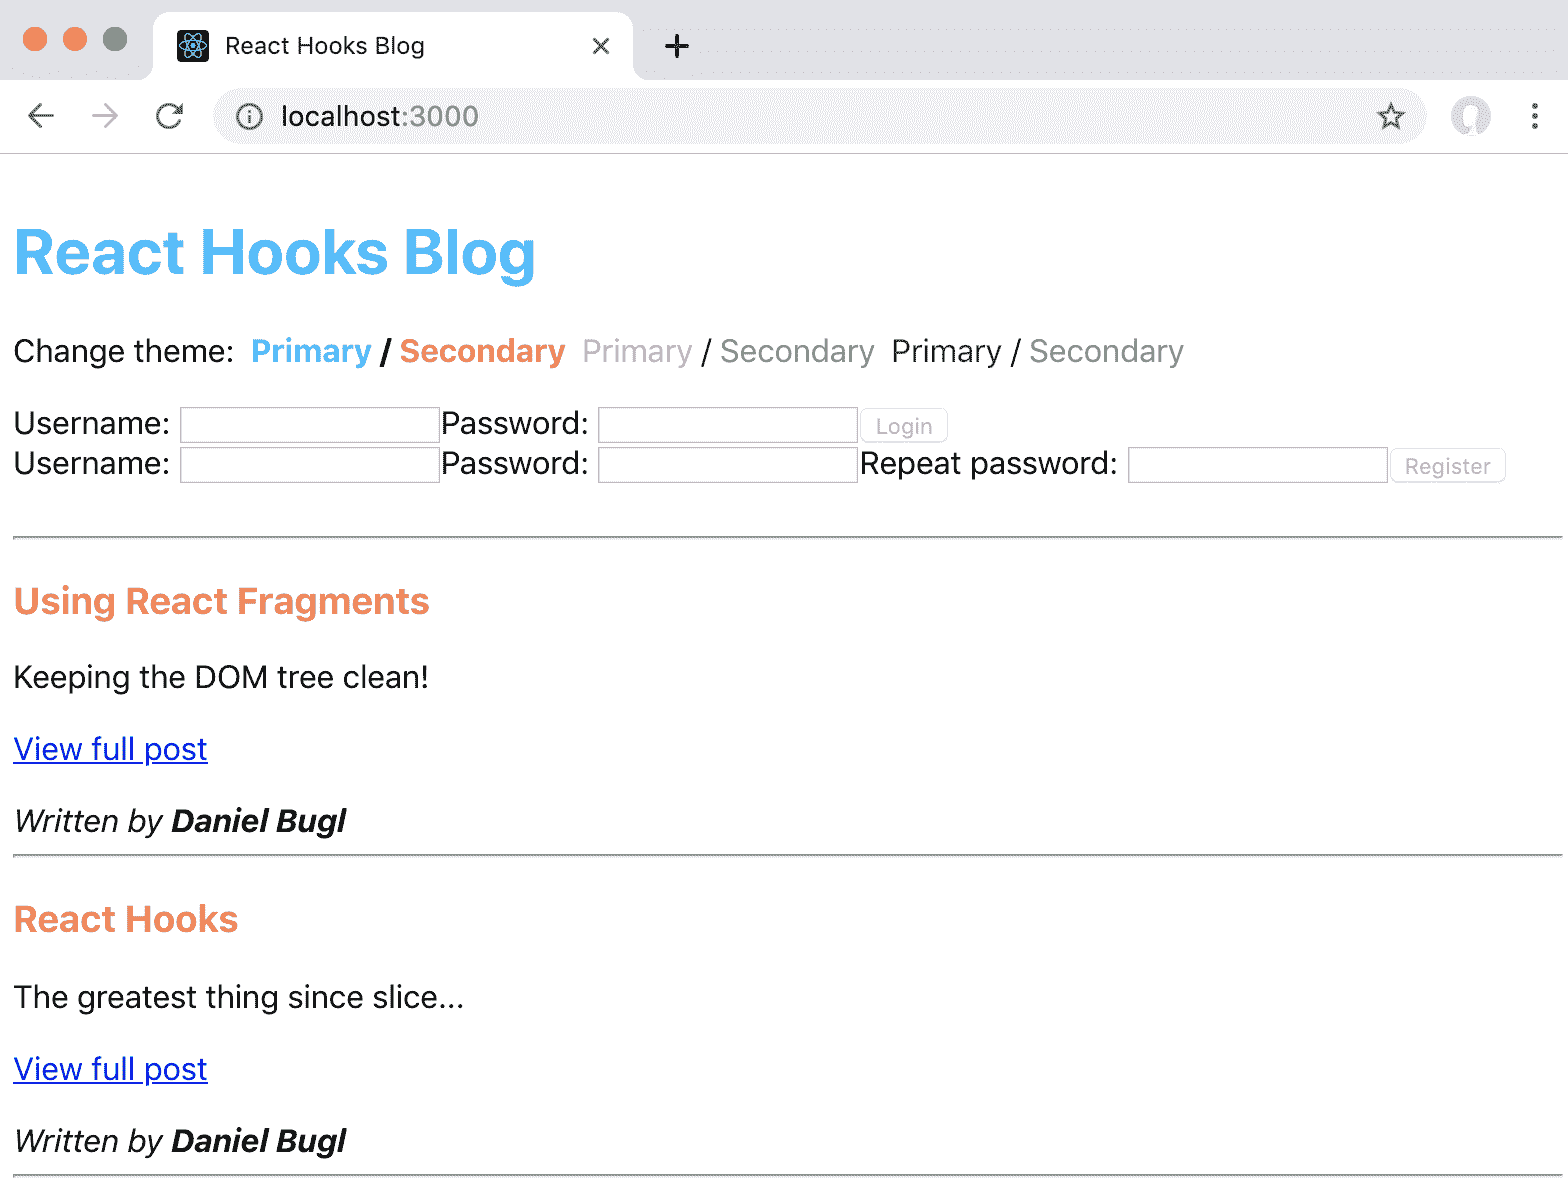 React Hooks Blog
localhost:3000
React Hooks Blog
Change theme: Primary / Secondary Primary / Secondary Primary / Secondary
Username: Password: Login
Username: Password: Repeat password: Register
Using React Fragments
Keeping the DOM tree clean!
View full post
Written by Daniel Bugl
React Hooks
The greatest thing since slice...
View full post
Written by Daniel Bugl